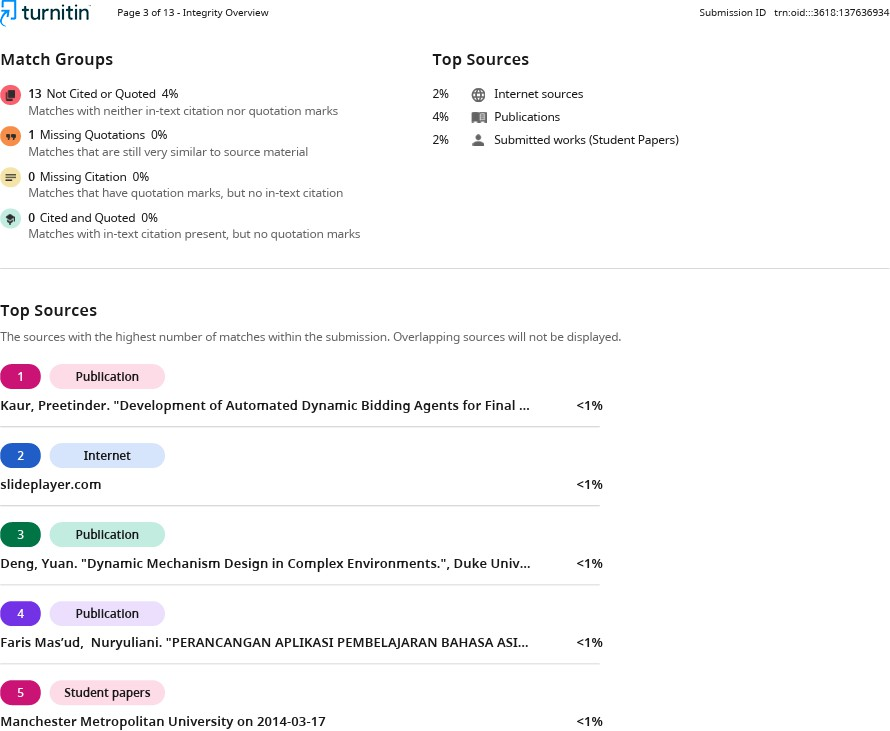 turnitin Page 3 of 13 - Integrity Overview Submission ID trn:oid:::3618:137636934
Match Groups
13 Not Cited or Quoted 4%
Matches with neither in-text citation nor quotation marks
1 Missing Quotations 0%
Matches that are still very similar to source material
0 Missing Citation 0%
Matches that have quotation marks, but no in-text citation
0 Cited and Quoted 0%
Matches with in-text citation present, but no quotation marks
Top Sources
2% Internet sources
4% Publications
2% Submitted works (Student Papers)
Top Sources
The sources with the highest number of matches within the submission. Overlapping sources will not be displayed.
1 Publication
Kaur, Preetinder. "Development of Automated Dynamic Bidding Agents for Final ... <1%
2 Internet
slideplayer.com <1%
3 Publication
Deng, Yuan. "Dynamic Mechanism Design in Complex Environments.", Duke Univ... <1%
4 Publication
Faris Mas’ud, Nuryuliani. "PERANCANGAN APLIKASI PEMBELAJARAN BAHASA ASI... <1%
5 Student papers
Manchester Metropolitan University on 2014-03-17 <1%